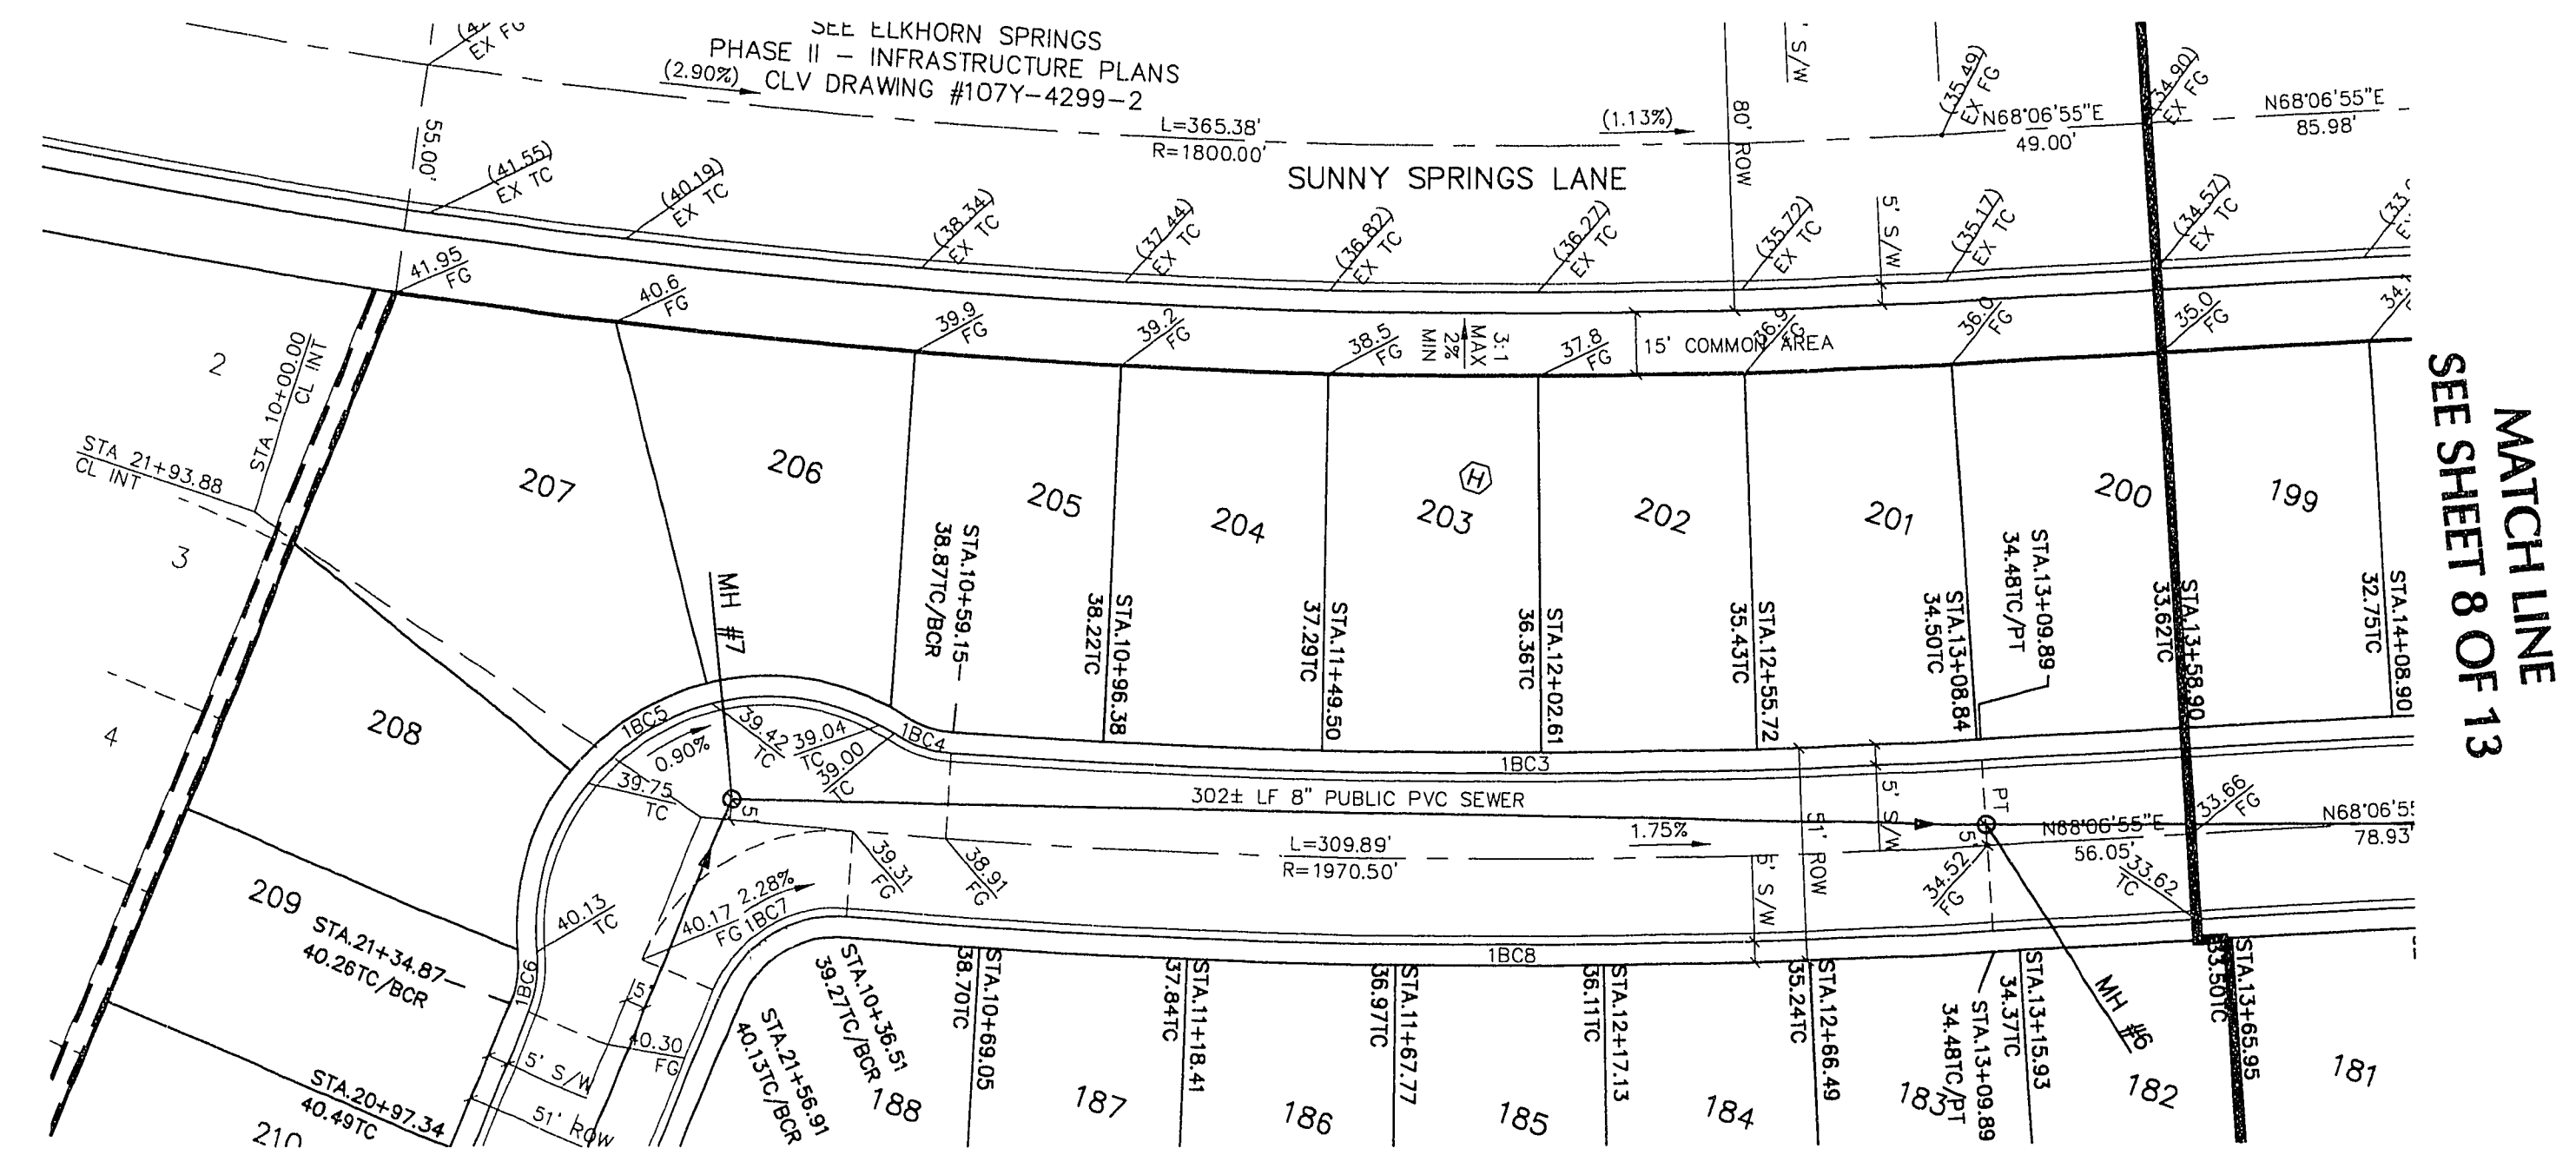 SEE ELKHORN SPRINGS
PHASE II – INFRASTRUCTURE PLANS
(2.90%) CLV DRAWING #107Y–4299–2
EX FG
55.00'
L=365.38'
R=1800.00'
(1.13%)
SUNNY SPRINGS LANE
80' ROW
' S/W
(35.49)
EX FG
N68°06'55"E
49.00'
(34.90)
EX FG
N68°06'55"E
85.98'
(41.55)
EX TC
(40.19)
EX TC
(38.34)
EX TC
(37.44)
EX TC
(36.82)
EX TC
(36.27)
EX TC
(35.72)
EX TC
5' S/W
(35.17)
EX TC
(34.57)
EX TC
41.95
FG
40.6
FG
39.9
FG
39.2
FG
38.5
FG
3:1
MAX
2%
MIN
37.8
FG
15' COMMON AREA
36.9
FG
36.0
FG
35.0
FG
MATCH LINE
SEE SHEET 8 OF 13
2
3
4
STA 10+00.00
CL INT
STA 21+93.88
CL INT
207
206
205
204
203
H
202
201
200
199
208
209
210
MH #7
STA.10+59.15
38.87TC/BCR
STA.10+96.38
38.22TC
STA.11+49.50
37.29TC
STA.12+02.61
36.36TC
STA.12+55.72
35.43TC
STA.13+08.84
34.50TC
STA.13+09.89
34.48TC/PT
STA.13+58.90
33.62TC
STA.14+08.90
32.75TC
1BC5
0.90%
39.42
TC
39.04
TC
39.00
TC
1BC4
39.75
TC
5'
1BC3
302± LF 8" PUBLIC PVC SEWER
L=309.89'
R=1970.50'
1.75%
51' ROW
5' S/W
5' S/W
PT
5'
N68°06'55"E
56.05'
33.66
FG
N68°06'55
78.93'
34.52
FG
33.62
TC
39.31
FG
38.91
FG
40.13
TC
40.17
FG
2.28%
1BC7
1BC6
1BC8
STA.21+34.87
40.26TC/BCR
5'
40.30
FG
5' S/W
51' ROW
STA.20+97.34
40.49TC
STA.21+56.91
40.13TC/BCR
STA.10+36.51
39.27TC/BCR
STA.10+69.05
38.70TC
STA.11+18.41
37.84TC
STA.11+67.77
36.97TC
STA.12+17.13
36.11TC
STA.12+66.49
35.24TC
STA.13+15.93
34.37TC
STA.13+09.89
34.48TC/PT
MH #6
STA.13+65.95
33.50TC
188
187
186
185
184
183
182
181